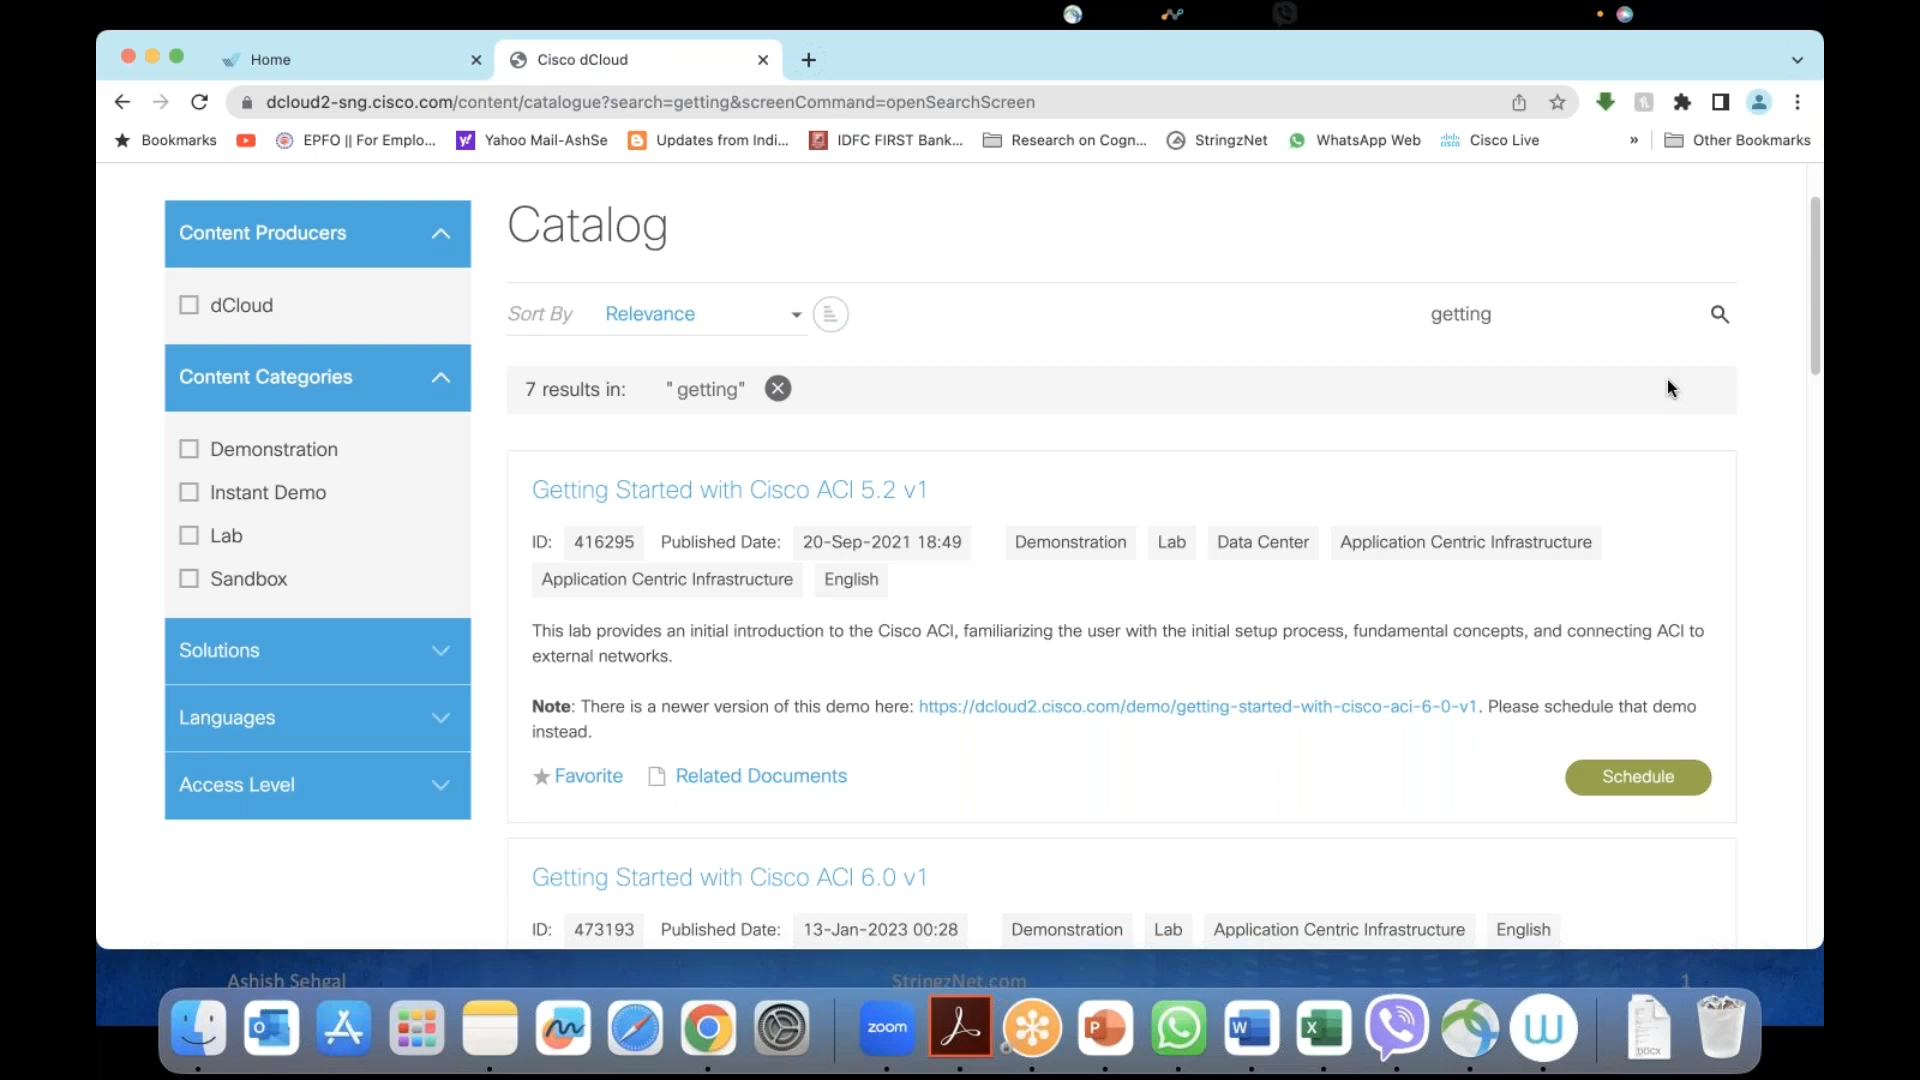 Home
Cisco dCloud
dcloud2-sng.cisco.com/content/catalogue?search=getting&screenCommand=openSearchScreen
Bookmarks
EPFO || For Emplo...
Yahoo Mail-AshSe
Updates from Indi...
IDFC FIRST Bank...
Research on Cogn...
StringzNet
WhatsApp Web
Cisco Live
»
Other Bookmarks
Content Producers
dCloud
Content Categories
Demonstration
Instant Demo
Lab
Sandbox
Solutions
Languages
Access Level
Catalog
Sort By Relevance
getting
7 results in: " getting"
Getting Started with Cisco ACI 5.2 v1
ID: 416295 Published Date: 20-Sep-2021 18:49 Demonstration Lab Data Center Application Centric Infrastructure
Application Centric Infrastructure English
This lab provides an initial introduction to the Cisco ACI, familiarizing the user with the initial setup process, fundamental concepts, and connecting ACI to
external networks.
Note: There is a newer version of this demo here: https://dcloud2.cisco.com/demo/getting-started-with-cisco-aci-6-0-v1. Please schedule that demo
instead.
Favorite Related Documents
Schedule
Getting Started with Cisco ACI 6.0 v1
ID: 473193 Published Date: 13-Jan-2023 00:28 Demonstration Lab Application Centric Infrastructure English
Ashish Sehgal
StringzNet.com
1
zoom
DOCX